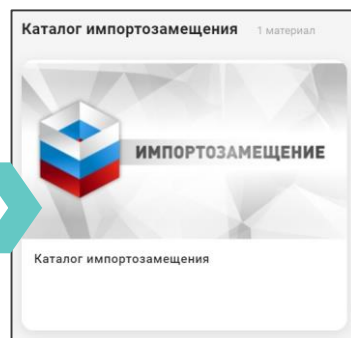 Каталог импортозамещения 1 материал
ИМПОРТОЗАМЕЩЕНИЕ
Каталог импортозамещения